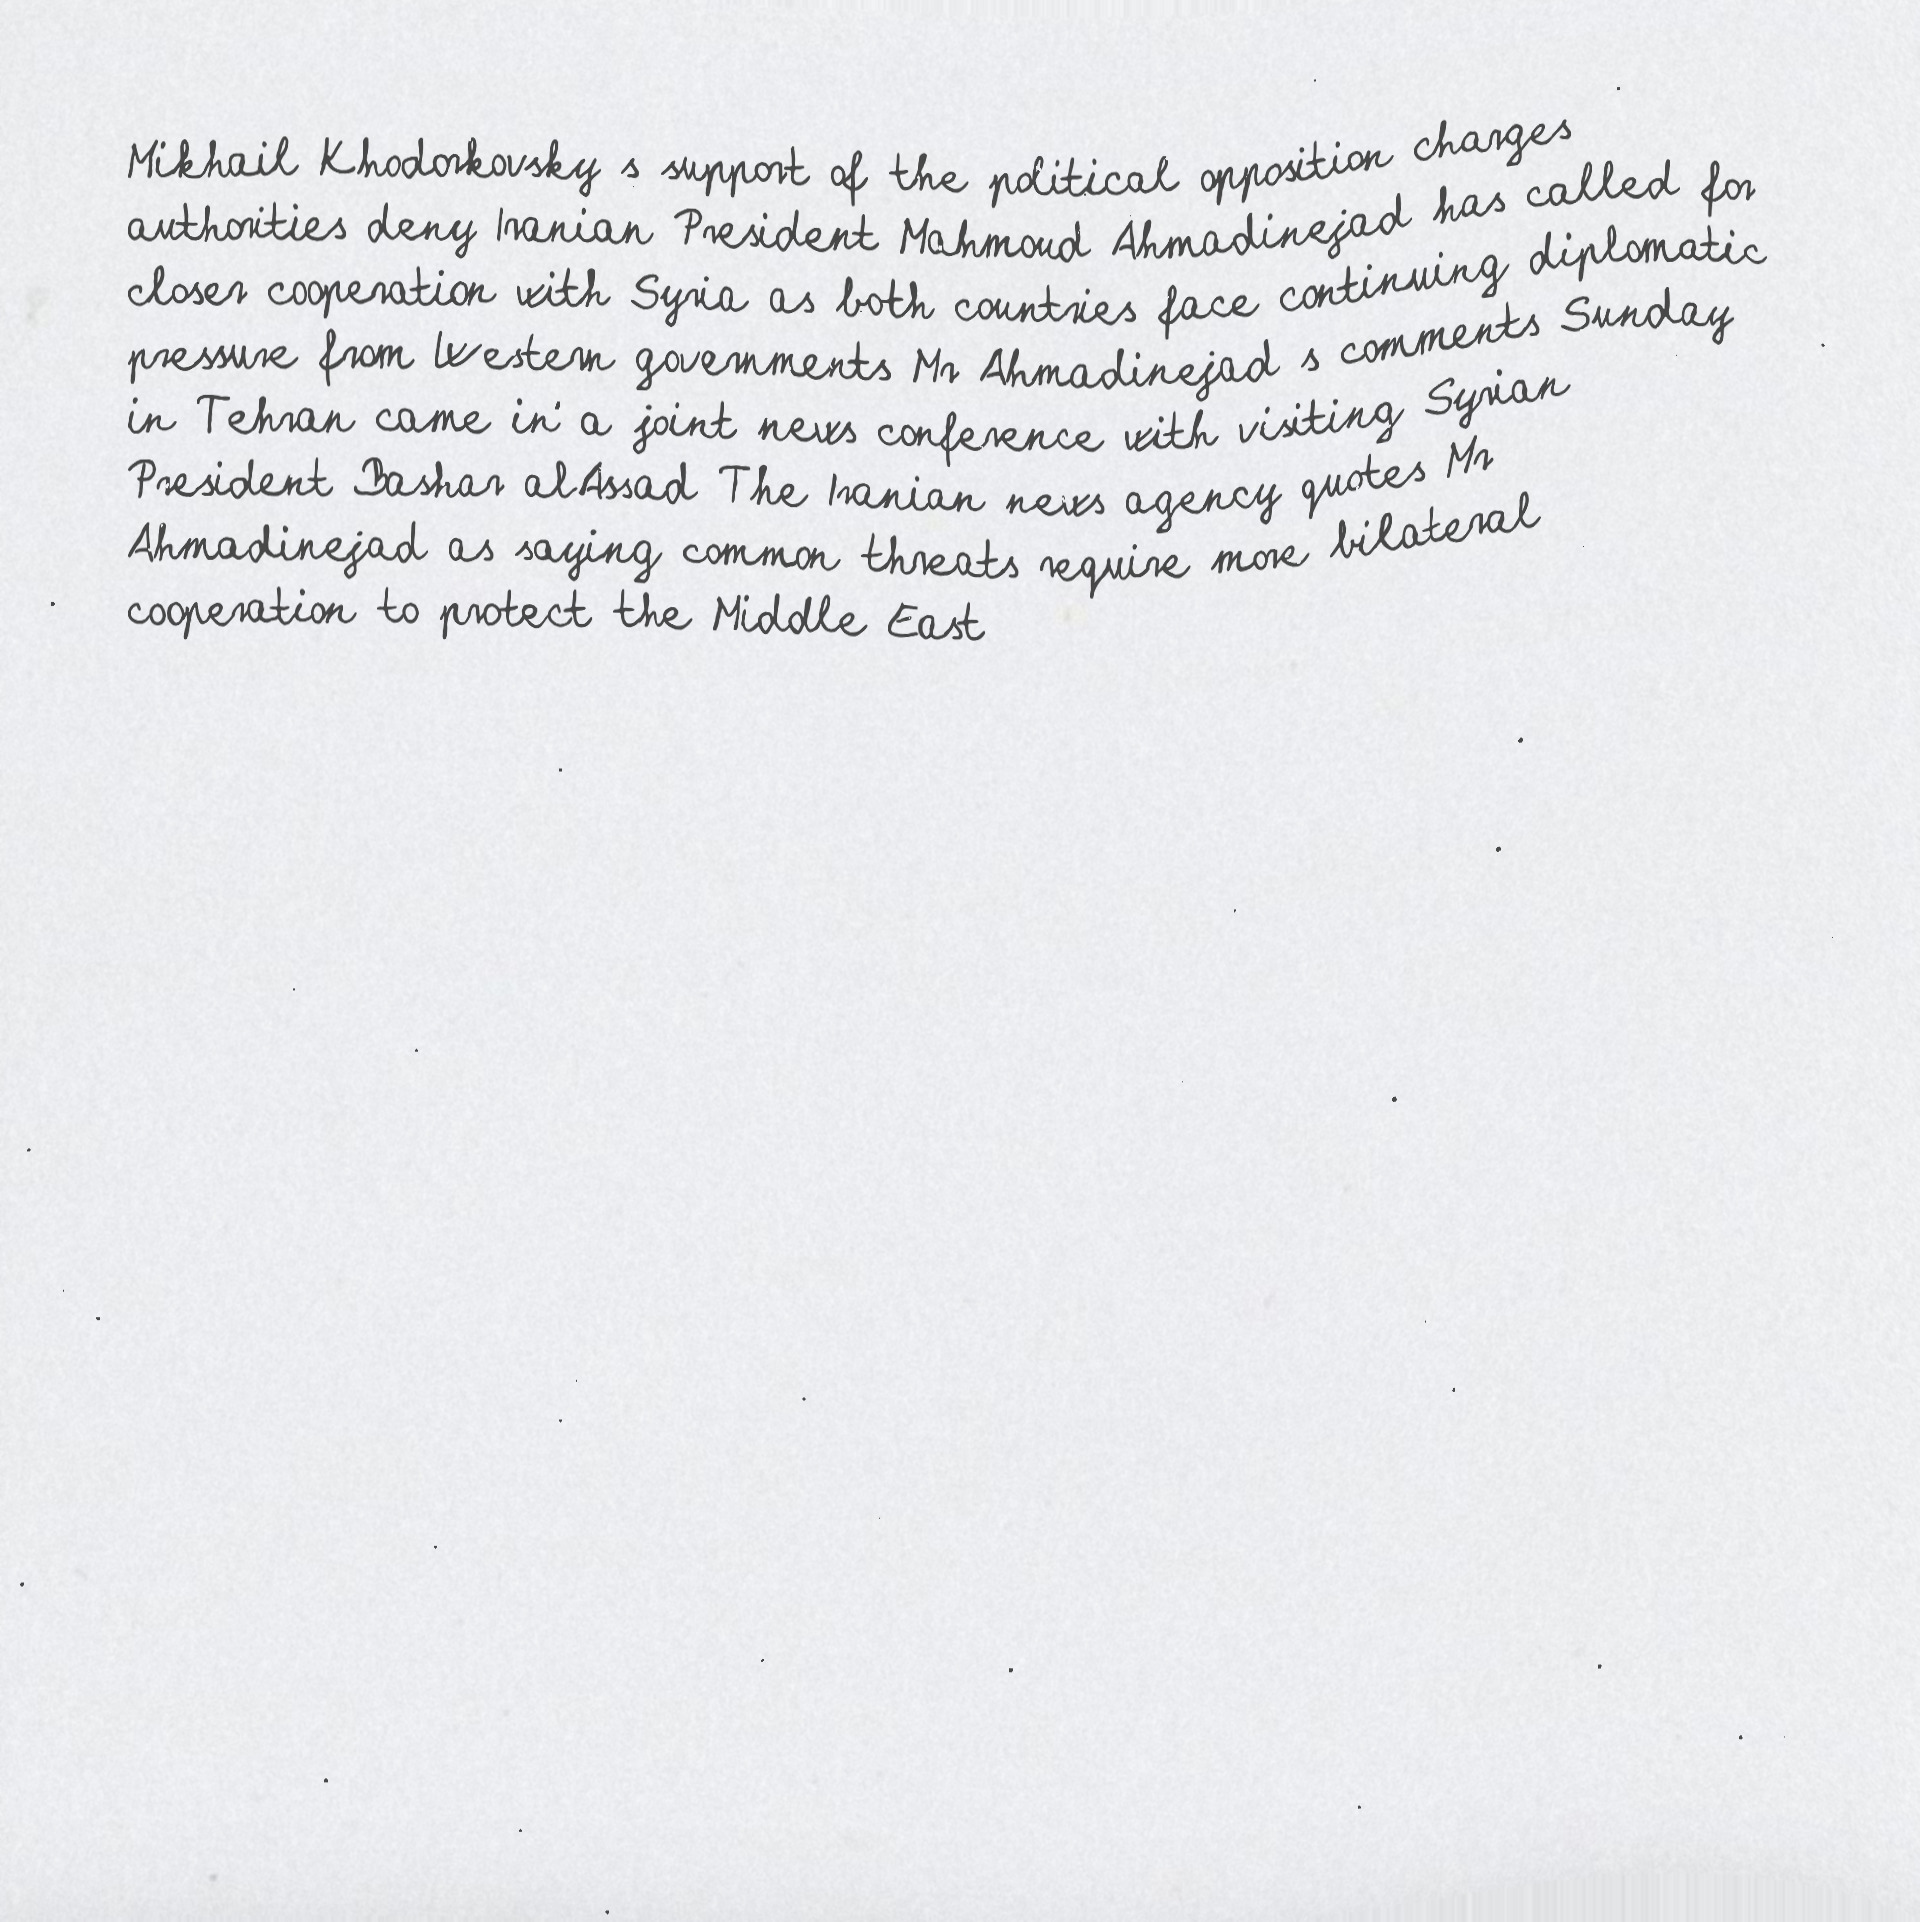 Mikhail Khodorkovsky s support of the political opposition charges
authorities deny Iranian President Mahmoud Ahmadinejad has called for
closer cooperation with Syria as both countries face continuing diplomatic
pressure from Western governments Mr Ahmadinejad s comments Sunday
in Tehran came in a joint news conference with visiting Syrian
President Bashar alAssad The Iranian news agency quotes Mr
Ahmadinejad as saying common threats require more bilateral
cooperation to protect the Middle East